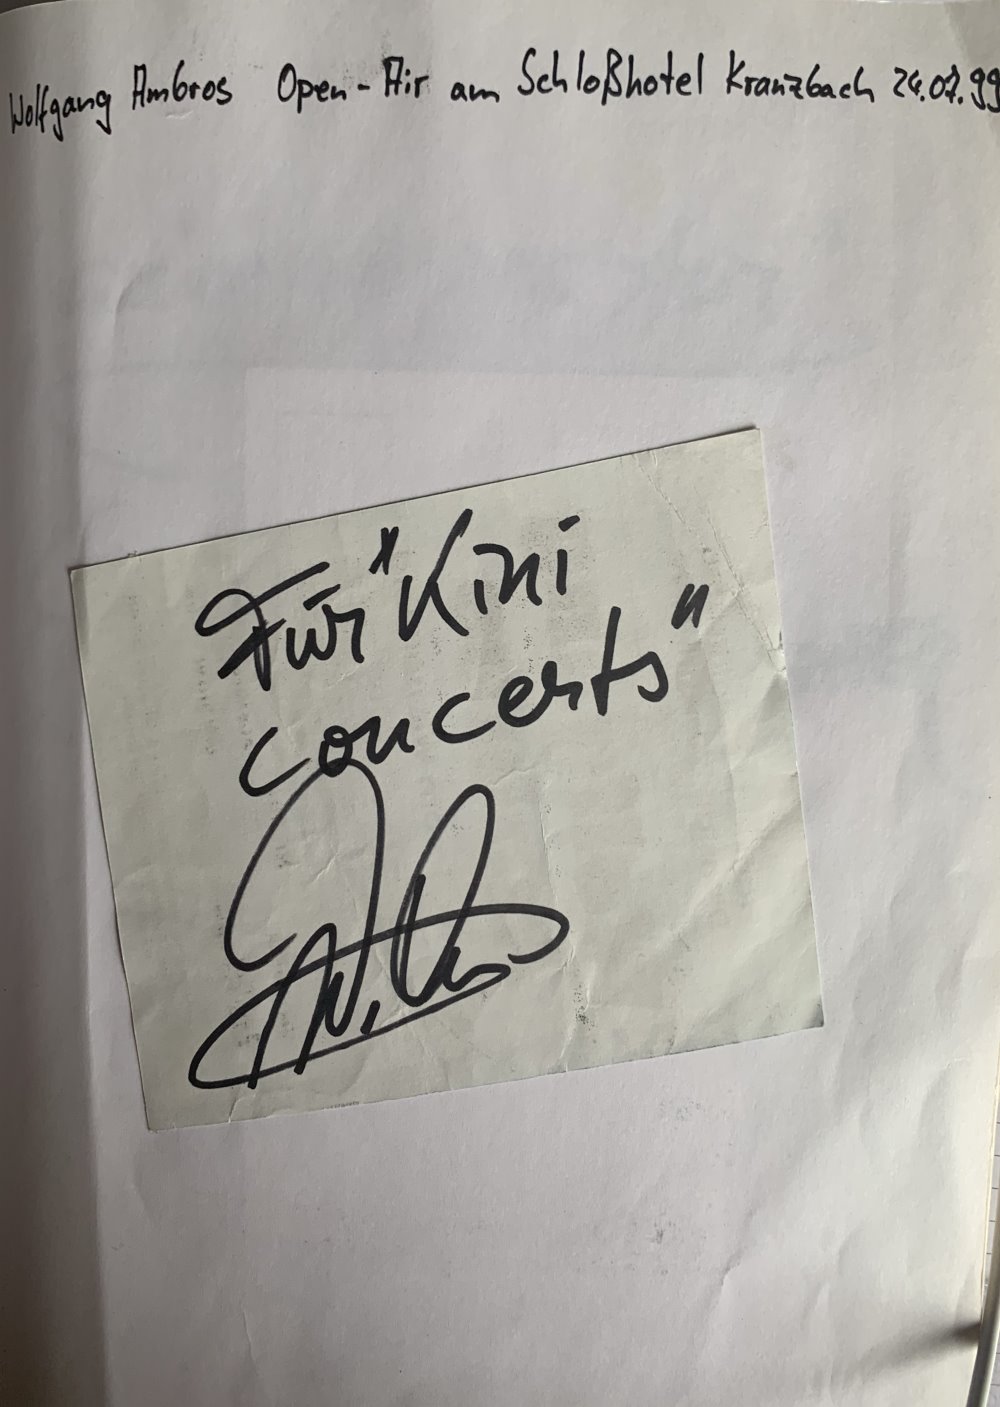 Wolfgang Ambros Open-Air am Schloßhotel Kranzbach 24.07.99
Für "Kini
concerts"